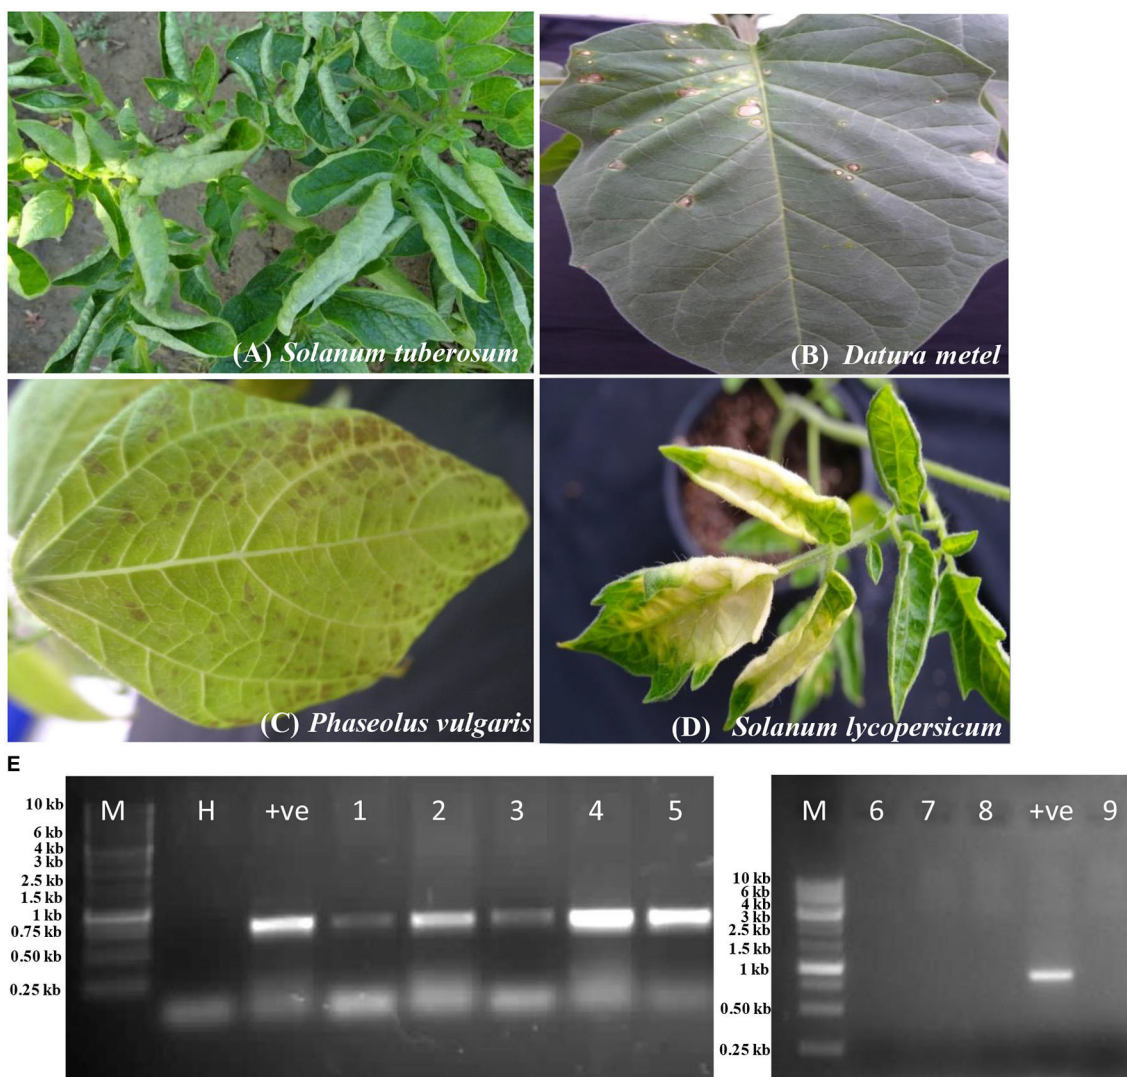 (A) Solanum tuberosum
(B) Datura metel
(C) Phaseolus vulgaris
(D) Solanum lycopersicum
E
M H +ve 1 2 3 4 5
10 kb
6 kb
4 kb
3 kb
2.5 kb
1.5 kb
1 kb
0.75 kb
0.50 kb
0.25 kb
M 6 7 8 +ve 9
10 kb
6 kb
4 kb
3 kb
2.5 kb
1.5 kb
1 kb
0.50 kb
0.25 kb